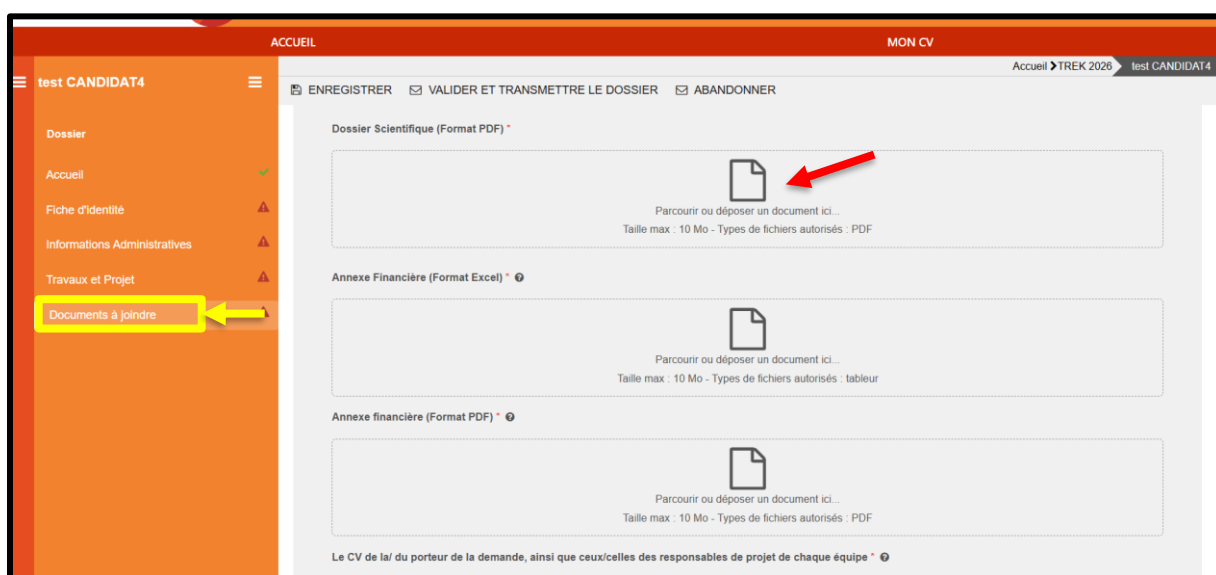 ACCUEIL
MON CV
Accueil TREK 2026 test CANDIDAT4
test CANDIDAT4
ENREGISTRER VALIDER ET TRANSMETTRE LE DOSSIER ABANDONNER
Dossier
Accueil
Fiche d'identité
Informations Administratives
Travaux et Projet
Documents à joindre
Dossier Scientifique (Format PDF) *
Parcourir ou déposer un document ici...
Taille max : 10 Mo - Types de fichiers autorisés : PDF
Annexe Financière (Format Excel) *
Parcourir ou déposer un document ici...
Taille max : 10 Mo - Types de fichiers autorisés : tableur
Annexe financière (Format PDF) *
Parcourir ou déposer un document ici...
Taille max : 10 Mo - Types de fichiers autorisés : PDF
Le CV de la/ du porteur de la demande, ainsi que ceux/celles des responsables de projet de chaque équipe *